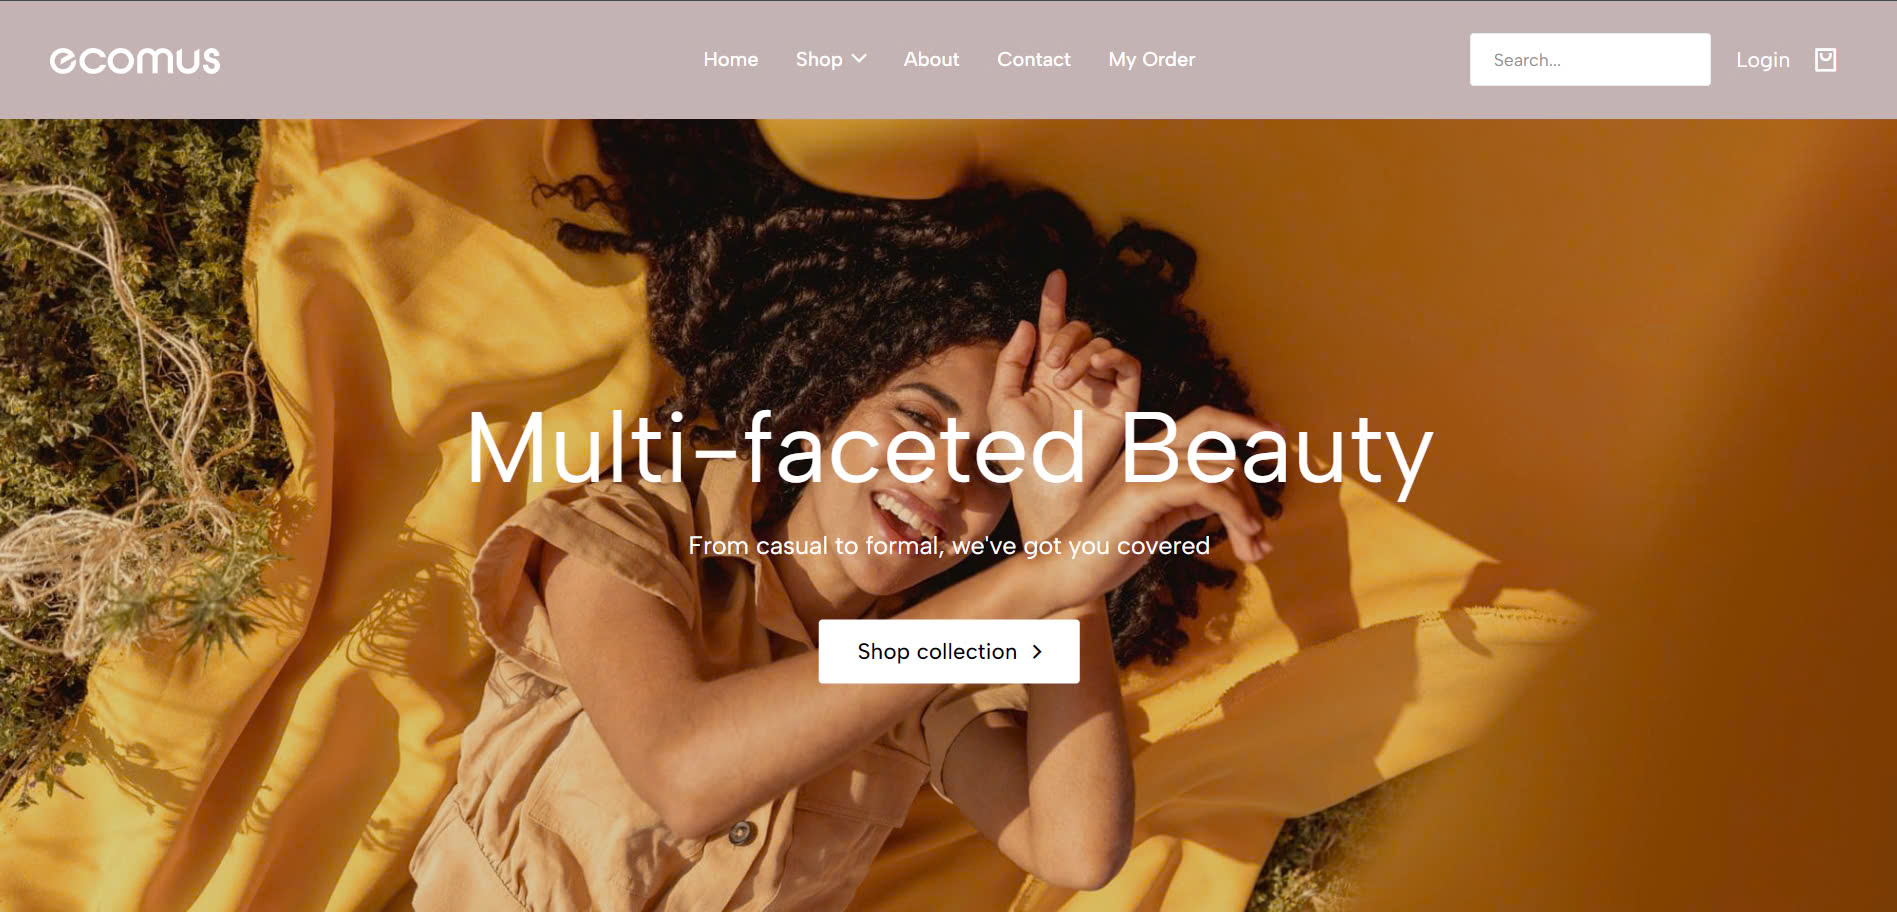 ecomus
Home Shop About Contact My Order
Search...
Login
Multi-faceted Beauty
From casual to formal, we've got you covered
Shop collection